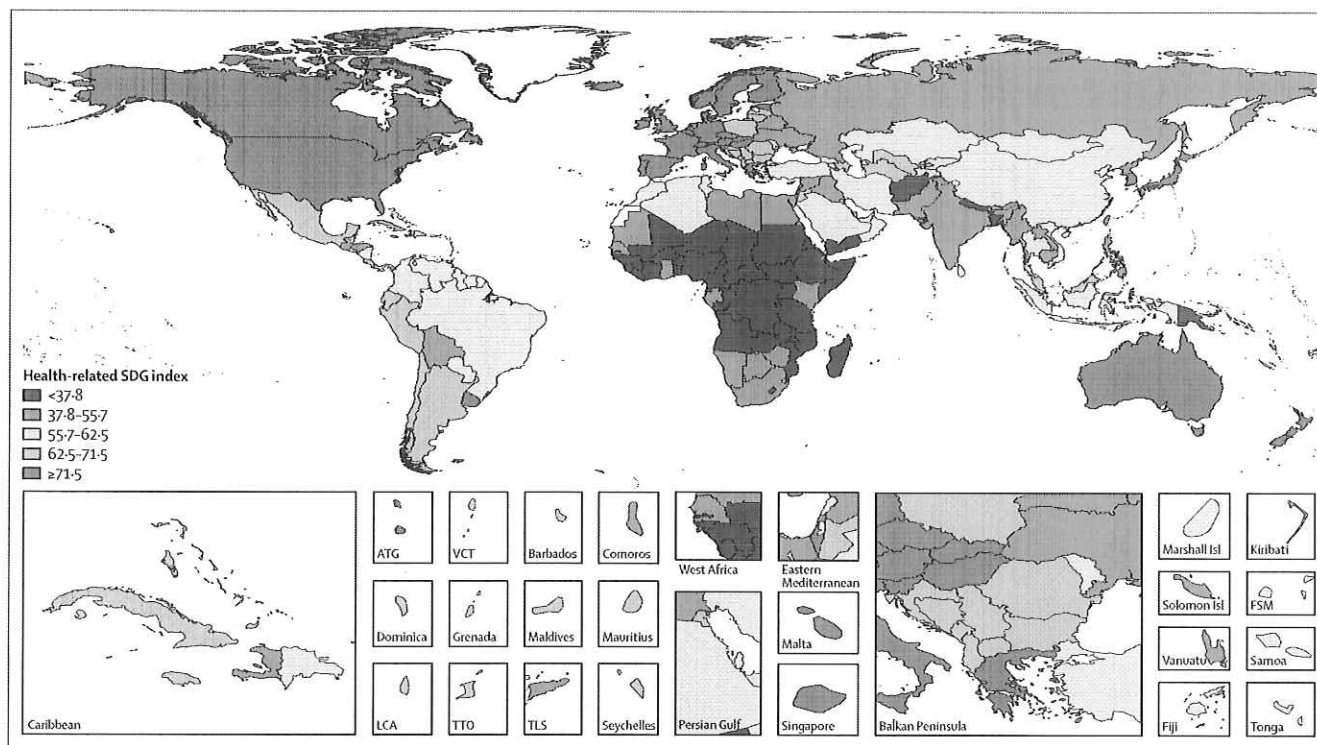 Health-related SDG index
<37·8
37·8–55·7
55·7–62·5
62·5–71·5
≥71·5
Caribbean
ATG
VCT
Barbados
Comoros
Dominica
Grenada
Maldives
Mauritius
LCA
TTO
TLS
Seychelles
West Africa
Eastern
Mediterranean
Persian Gulf
Malta
Singapore
Balkan Peninsula
Marshall Isl
Kiribati
Solomon Isl
FSM
Vanuatu
Samoa
Fiji
Tonga